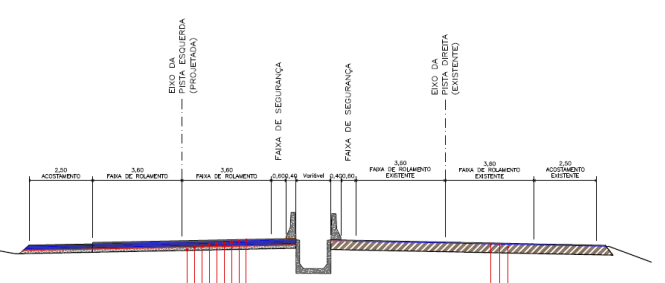 EIXO DA
PISTA ESQUERDA
(PROJETADA)
FAIXA DE SEGURANÇA
FAIXA DE SEGURANÇA
EIXO DA
PISTA DIREITA
(EXISTENTE)
2,50
ACOSTAMENTO
3,60
FAIXA DE ROLAMENTO
3,60
FAIXA DE ROLAMENTO
0,60
0,40
Variável
0,40
0,60
3,60
FAIXA DE ROLAMENTO
EXISTENTE
3,60
FAIXA DE ROLAMENTO
EXISTENTE
2,50
ACOSTAMENTO
EXISTENTE